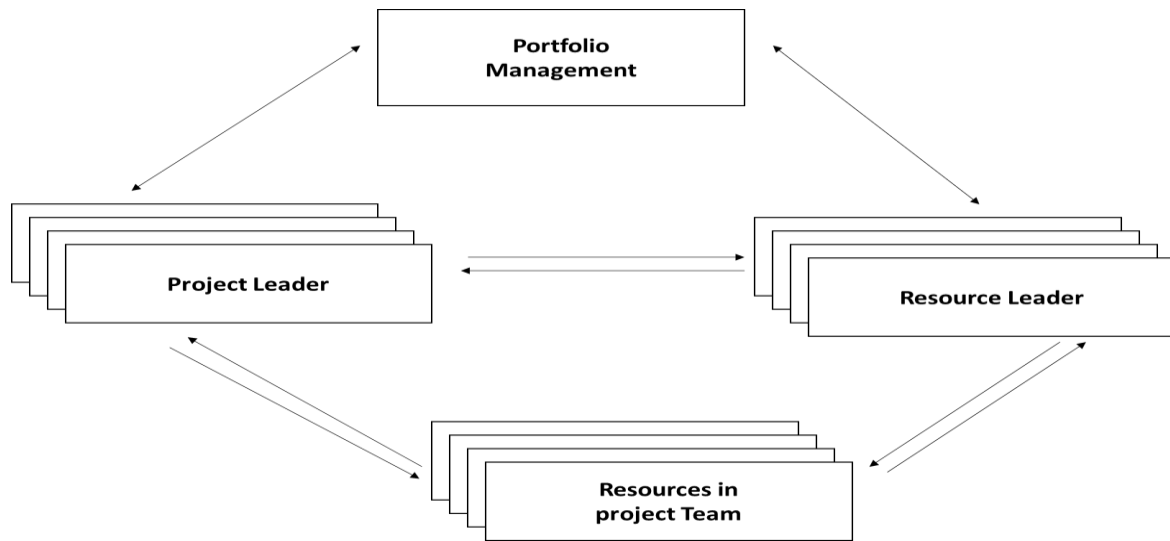 Portfolio
Management
Project Leader
Resource Leader
Resources in
project Team